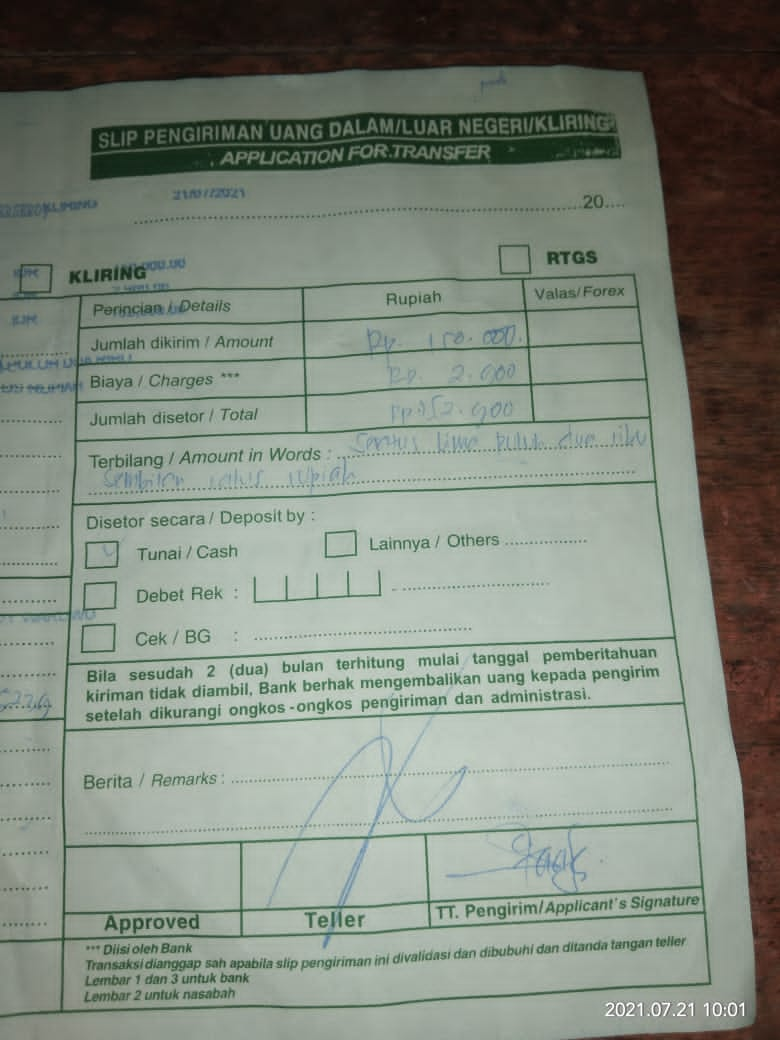 SLIP PENGIRIMAN UANG DALAM/LUAR NEGERI/KLIRING
APPLICATION FOR TRANSFER
KLIRING 21/07/2021
20....
KLIRING
RTGS
Perincian / Details Rupiah Valas/Forex
Jumlah dikirim / Amount Rp. 150.000.
Biaya / Charges *** Rp. 2.900
Jumlah disetor / Total Rp 152.900
Terbilang / Amount in Words : Seratus lima puluh dua ribu
Sembilan ratus rupiah
Disetor secara / Deposit by :
Tunai / Cash Lainnya / Others
Debet Rek :
Cek / BG :
Bila sesudah 2 (dua) bulan terhitung mulai tanggal pemberitahuan
kiriman tidak diambil, Bank berhak mengembalikan uang kepada pengirim
setelah dikurangi ongkos-ongkos pengiriman dan administrasi.
Berita / Remarks :
Approved Teller TT. Pengirim/Applicant's Signature
*** Diisi oleh Bank
Transaksi dianggap sah apabila slip pengiriman ini divalidasi dan dibubuhi dan ditanda tangan teller
Lembar 1 dan 3 untuk bank
Lembar 2 untuk nasabah
2021.07.21 10:01